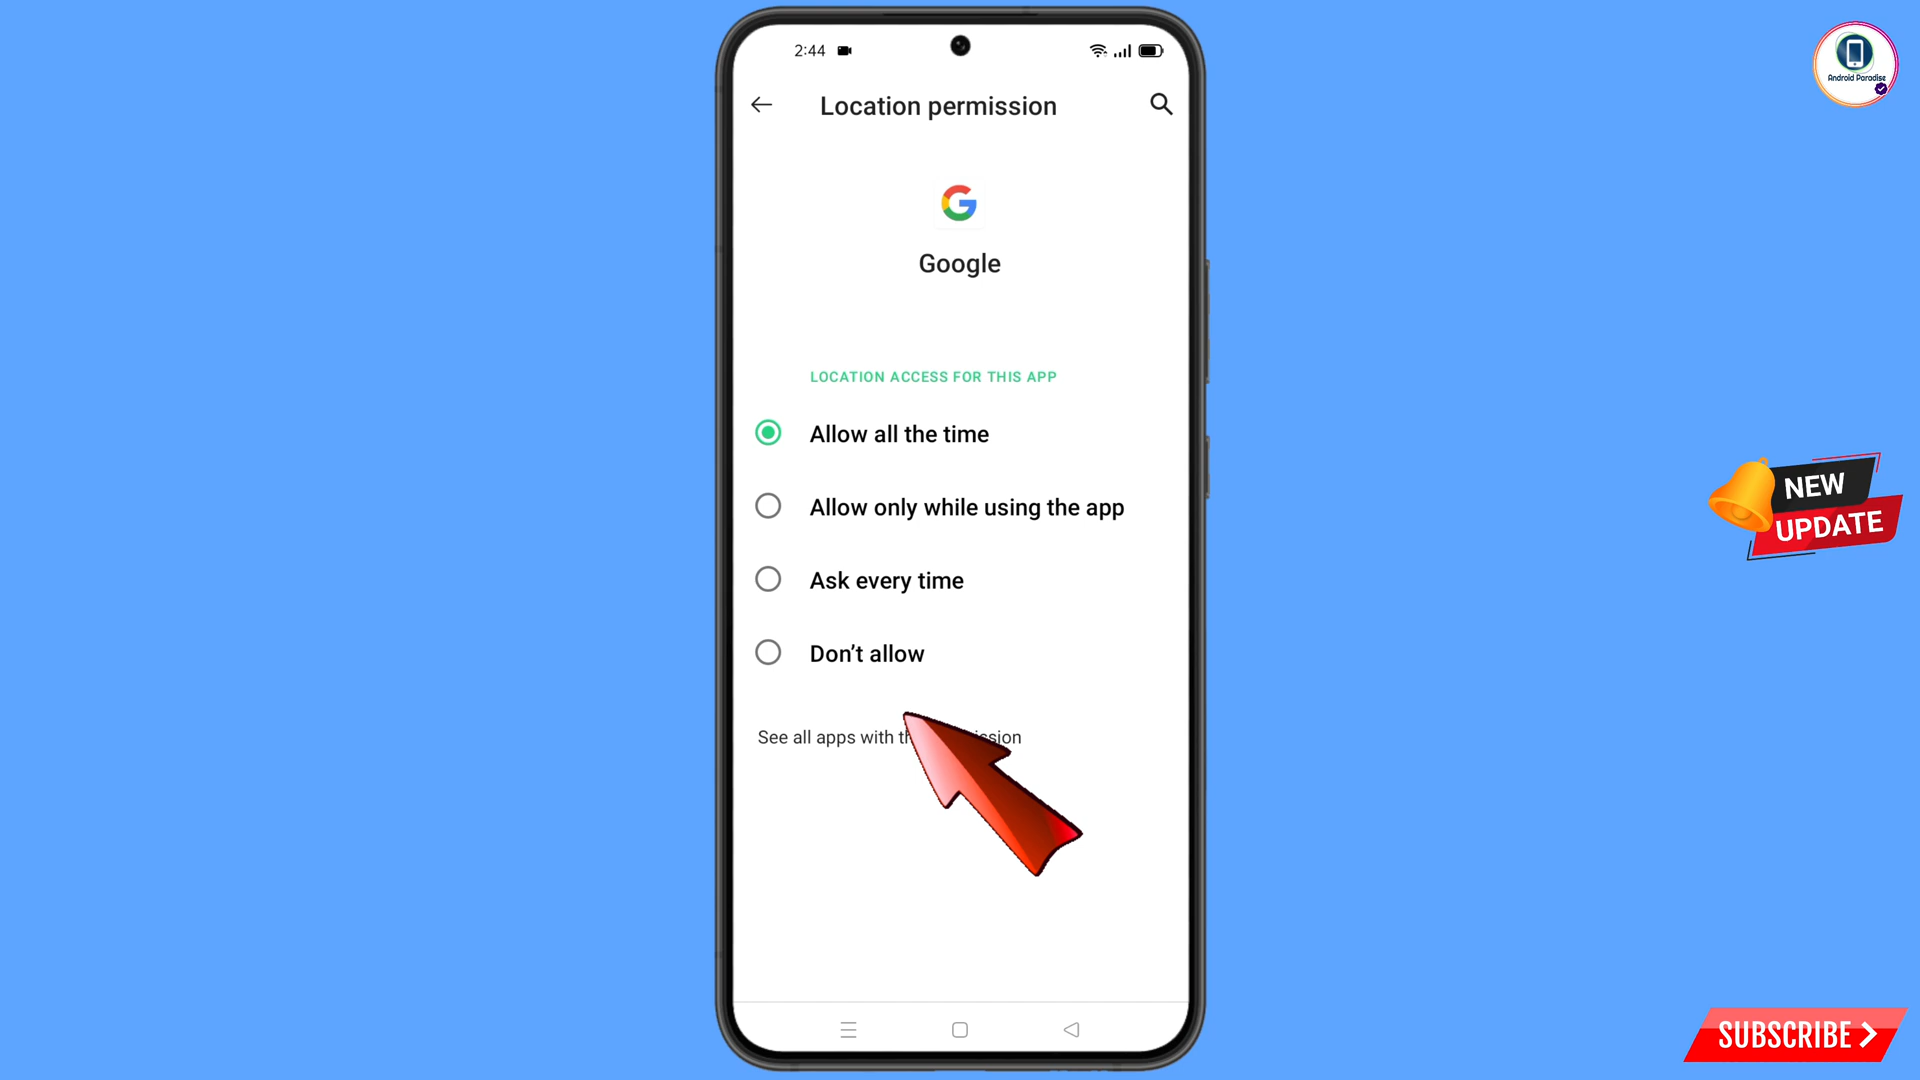 2:44
Android Paradise
Location permission
Google
LOCATION ACCESS FOR THIS APP
Allow all the time
Allow only while using the app
NEW
UPDATE
Ask every time
Don’t allow
See all apps with th ssion
SUBSCRIBE